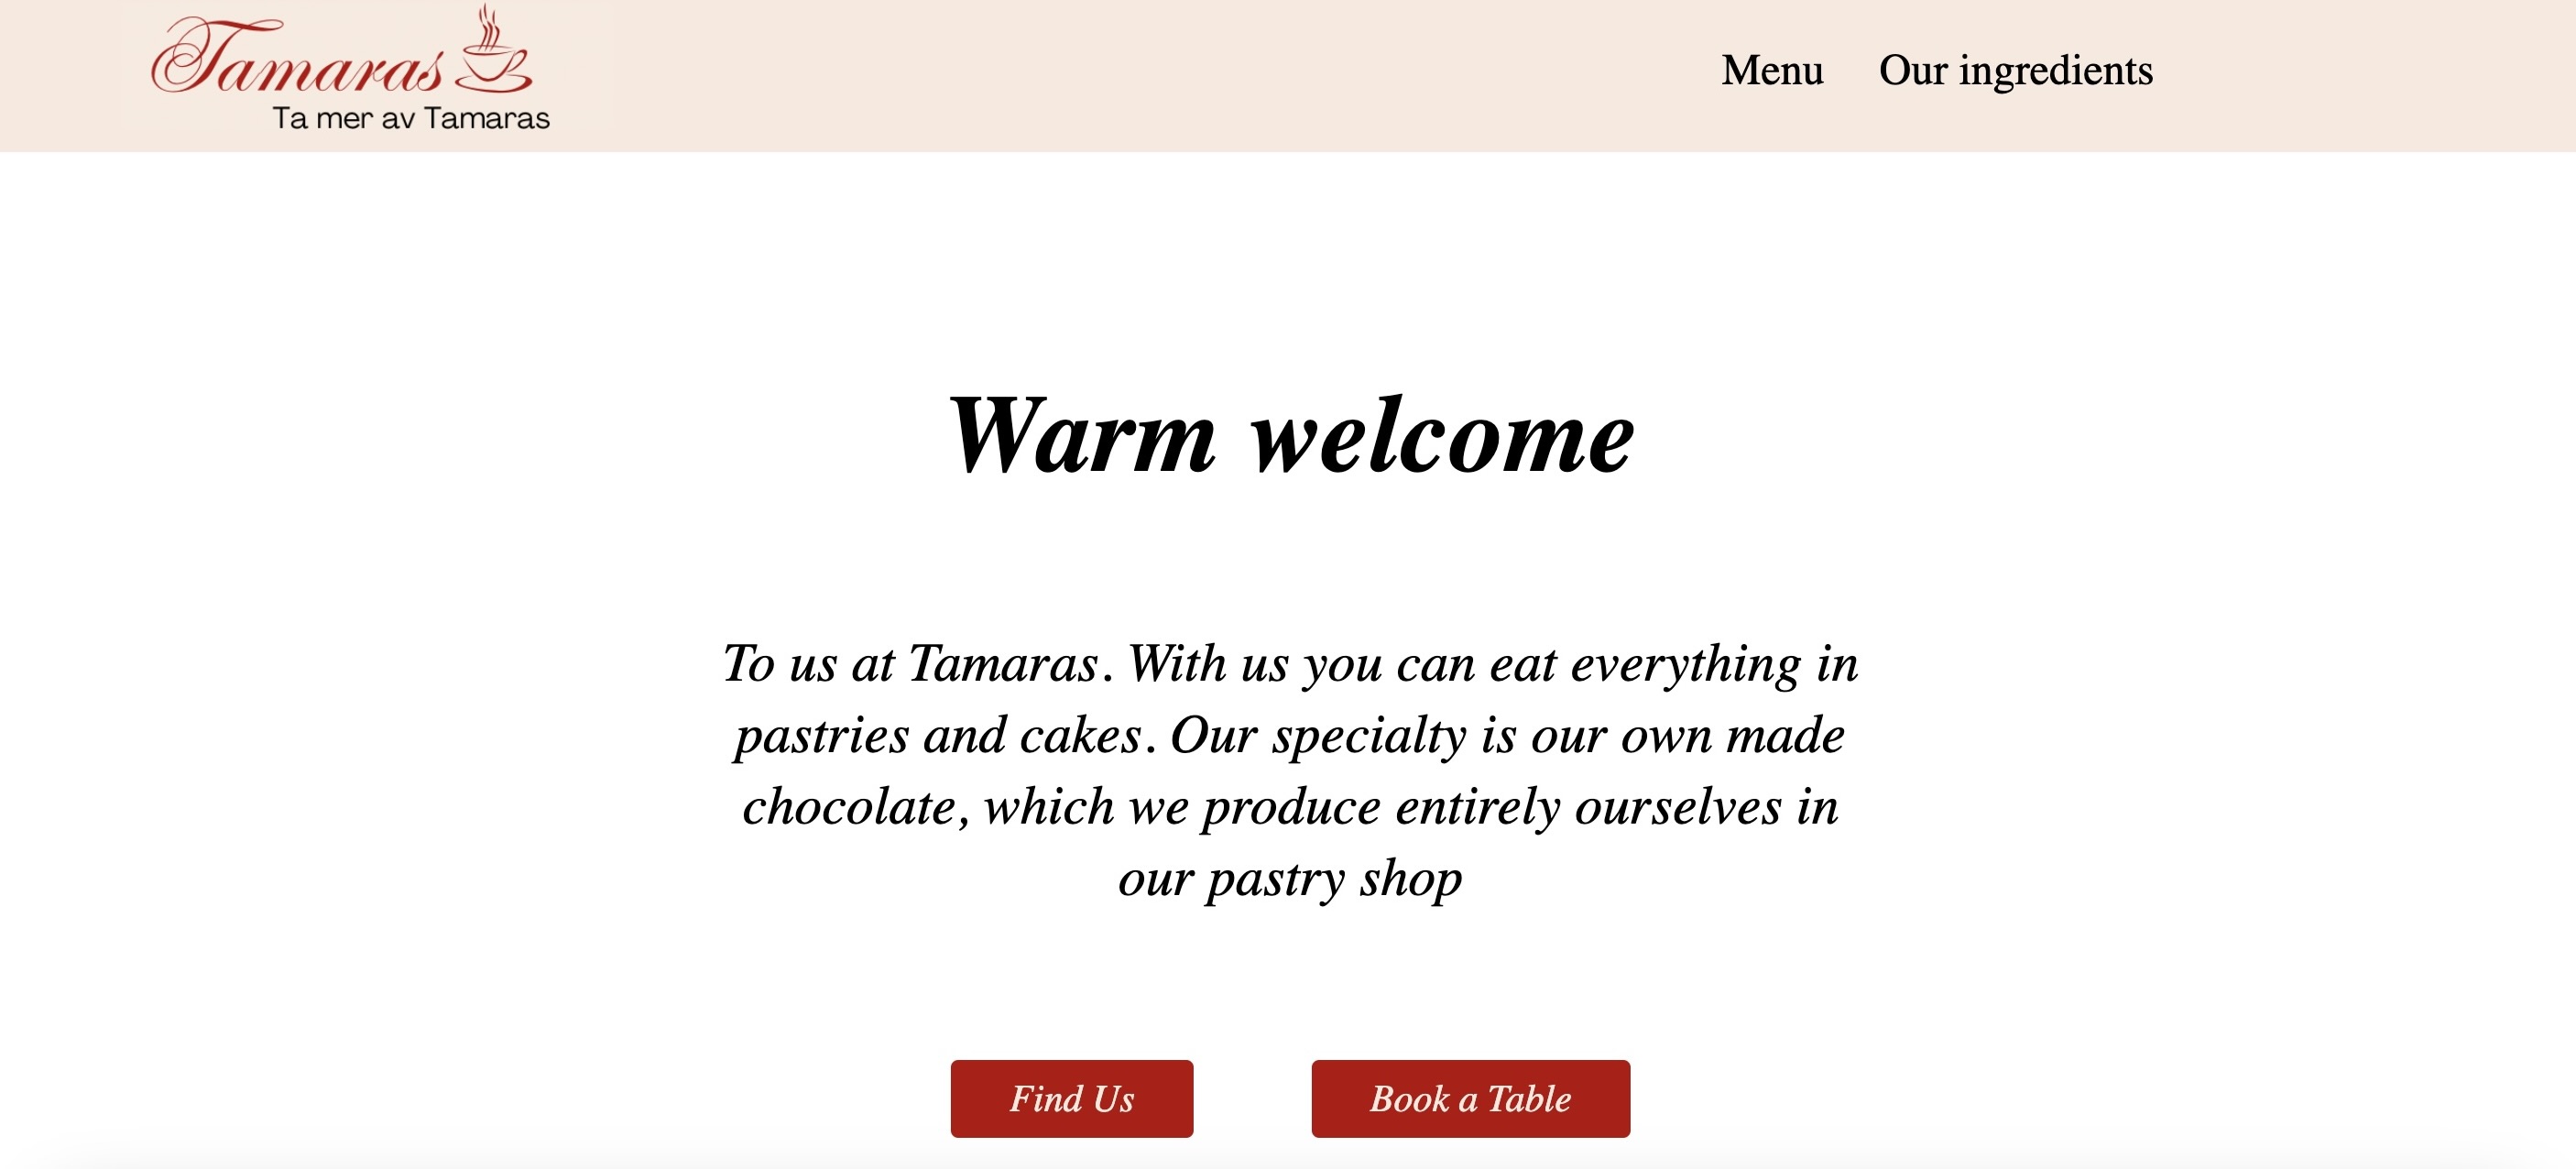 Tamaras
Ta mer av Tamaras
Menu
Our ingredients
Warm welcome
To us at Tamaras. With us you can eat everything in
pastries and cakes. Our specialty is our own made
chocolate, which we produce entirely ourselves in
our pastry shop
Find Us
Book a Table